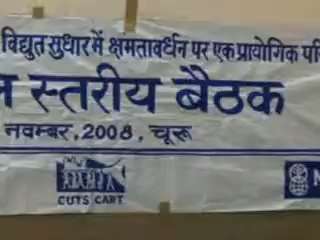 विद्युत सुधार में क्षमतावर्धन पर एक प्रायोगिक
स्तरीय बैठक
नवम्बर, 2008, चूरू
CUTS CART